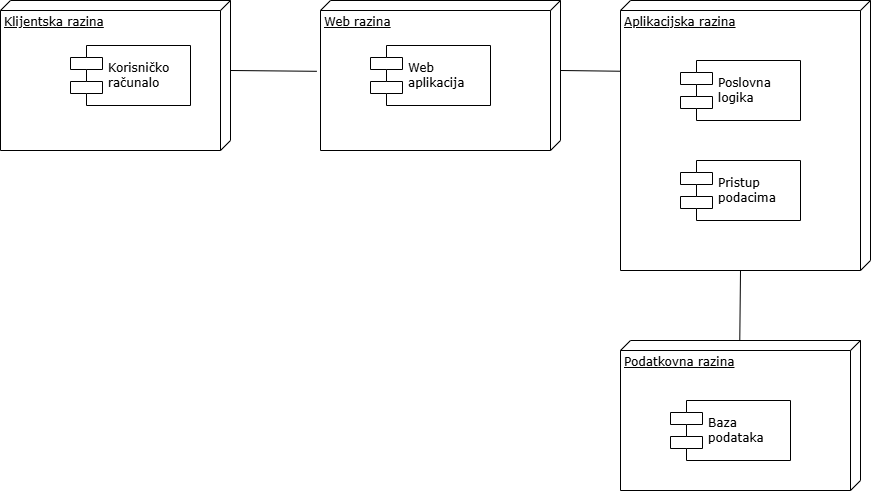 Klijentska razina
Korisničko
računalo
Web razina
Web
aplikacija
Aplikacijska razina
Poslovna
logika
Pristup
podacima
Podatkovna razina
Baza
podataka